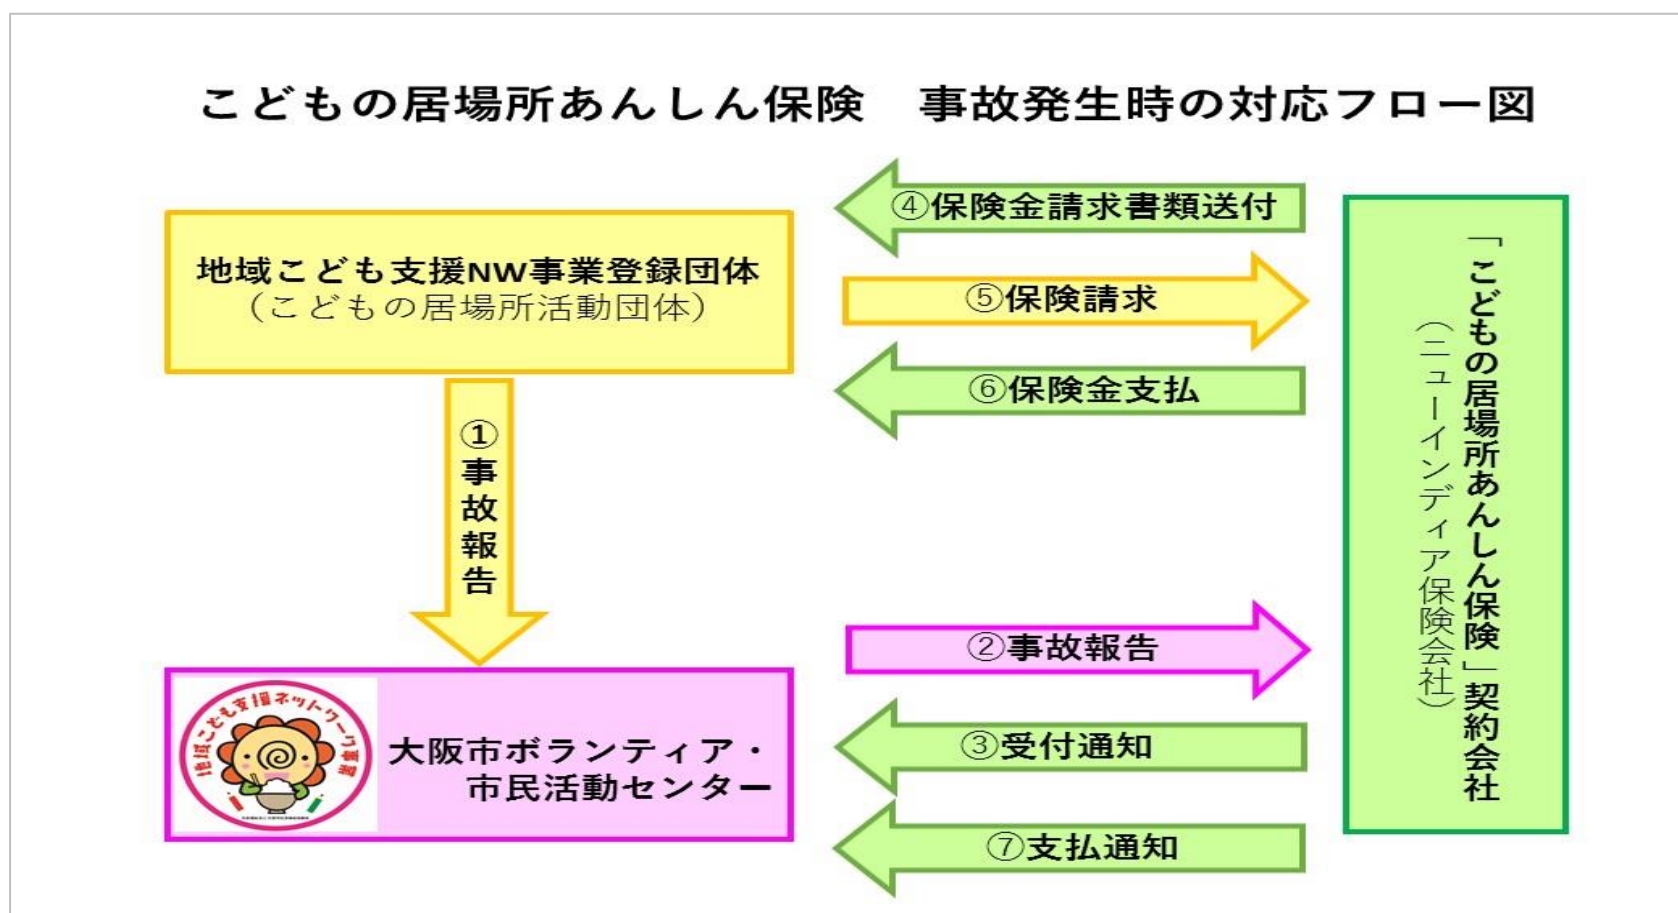 こどもの居場所あんしん保険　事故発生時の対応フロー図
地域こども支援NW事業登録団体
（こどもの居場所活動団体）
④保険金請求書類送付
⑤保険請求
⑥保険金支払
「こどもの居場所あんしん保険」契約会社
（ニューインディア保険会社）
①事故報告
②事故報告
③受付通知
⑦支払通知
地域こども支援ネットワーク事業
大阪市ボランティア・
市民活動センター